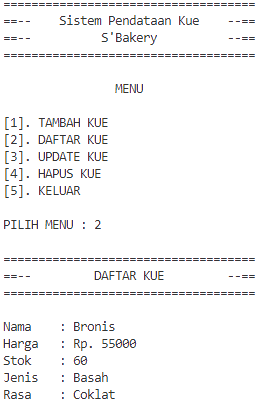 ====================================
==--    Sistem Pendataan Kue    --==
==--          S'Bakery          --==
====================================

                MENU

[1]. TAMBAH KUE
[2]. DAFTAR KUE
[3]. UPDATE KUE
[4]. HAPUS KUE
[5]. KELUAR

PILIH MENU : 2

====================================
==--         DAFTAR KUE         --==
====================================

Nama    : Bronis
Harga   : Rp. 55000
Stok    : 60
Jenis   : Basah
Rasa    : Coklat